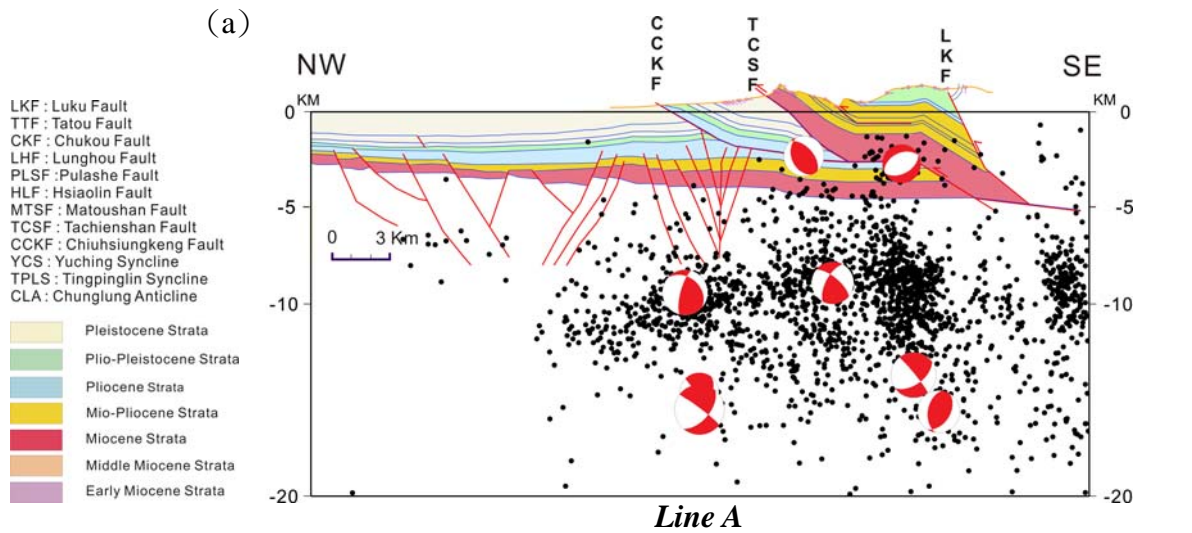 (a)
NW
CCKF
TCSF
LKF
SE
KM
KM
0
0
LKF : Luku Fault
TTF : Tatou Fault
CKF : Chukou Fault
LHF : Lunghou Fault
PLSF :Pulashe Fault
HLF : Hsiaolin Fault
MTSF : Matoushan Fault
TCSF : Tachienshan Fault
CCKF : Chiuhsiungkeng Fault
YCS : Yuching Syncline
TPLS : Tingpinglin Syncline
CLA : Chunglung Anticline
-5
-5
0 3 Km
-10
-10
Pleistocene Strata
Plio-Pleistocene Strata
Pliocene Strata
Mio-Pliocene Strata
Miocene Strata
Middle Miocene Strata
Early Miocene Strata
-20
-20
Line A